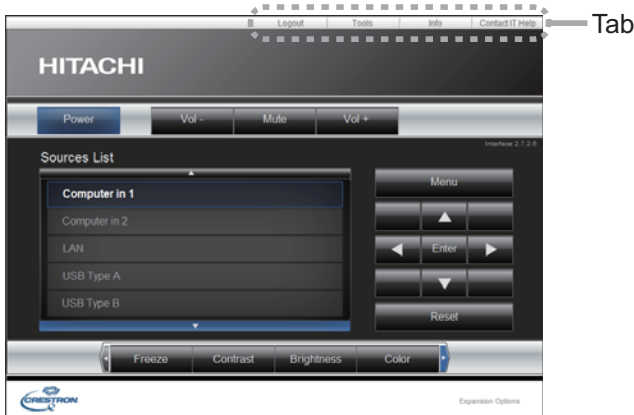 Logout Tools Info Contact IT Help
Tab
HITACHI
Power Vol - Mute Vol +
Interface 2.7.2.6
Sources List
Computer in 1
Computer in 2
LAN
USB Type A
USB Type B
Menu
Enter
Reset
Freeze Contrast Brightness Color
CRESTRON
Expansion Options